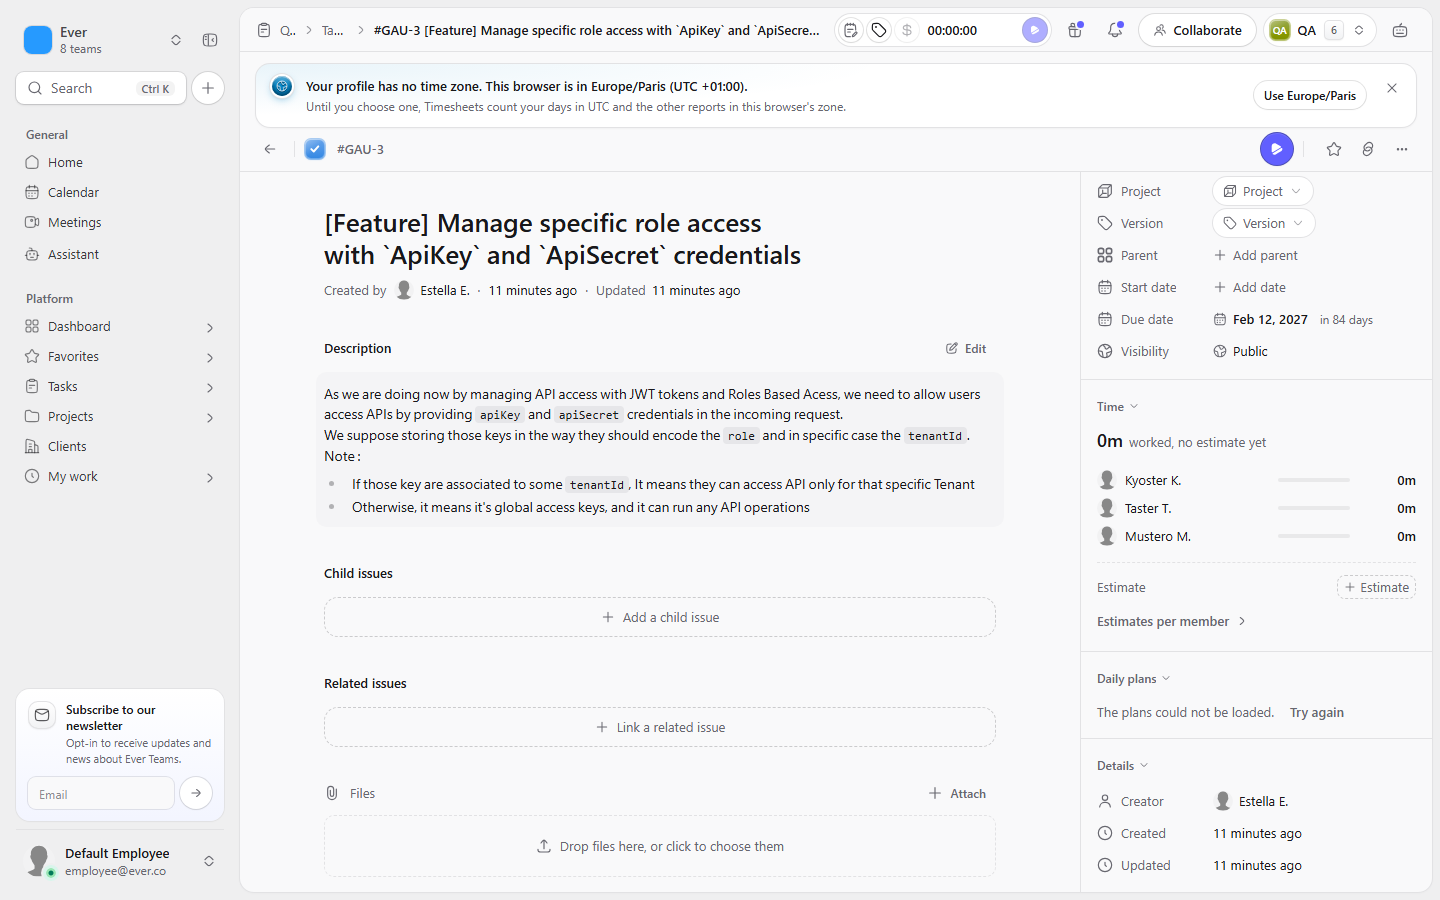 Ever
8 teams
Search
Ctrl K
General
Home
Calendar
Meetings
Assistant
Platform
Dashboard
Favorites
Tasks
Projects
Clients
My work
Subscribe to our
newsletter
Opt-in to receive updates and
news about Ever Teams.
Email
Default Employee
employee@ever.co
Q..
Ta...
#GAU-3 [Feature] Manage specific role access with `ApiKey` and `ApiSecre...
00:00:00
Collaborate
QA
QA
6
Your profile has no time zone. This browser is in Europe/Paris (UTC +01:00).
Until you choose one, Timesheets count your days in UTC and the other reports in this browser's zone.
Use Europe/Paris
#GAU-3
[Feature] Manage specific role access
with `ApiKey` and `ApiSecret` credentials
Created by Estella E. · 11 minutes ago · Updated 11 minutes ago
Description
Edit
As we are doing now by managing API access with JWT tokens and Roles Based Acess, we need to allow users
access APIs by providing apiKey and apiSecret credentials in the incoming request.
We suppose storing those keys in the way they should encode the role and in specific case the tenantId.
Note :
• If those key are associated to some tenantId, It means they can access API only for that specific Tenant
• Otherwise, it means it's global access keys, and it can run any API operations
Child issues
Add a child issue
Related issues
Link a related issue
Files
Attach
Drop files here, or click to choose them
Project
Project
Version
Version
Parent
Add parent
Start date
Add date
Due date
Feb 12, 2027
in 84 days
Visibility
Public
Time
0m worked, no estimate yet
Kyoster K.
0m
Taster T.
0m
Mustero M.
0m
Estimate
Estimate
Estimates per member
Daily plans
The plans could not be loaded. Try again
Details
Creator
Estella E.
Created
11 minutes ago
Updated
11 minutes ago